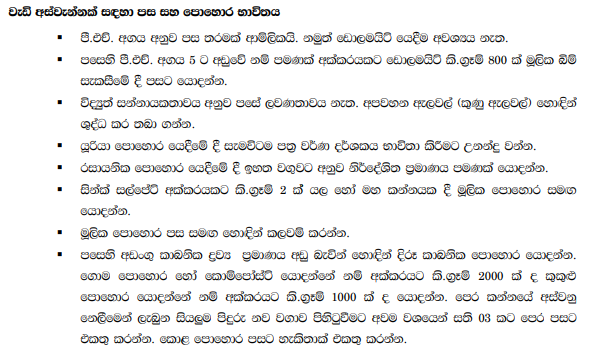 වැඩි අස්වැන්නක් සඳහා පස සහ පොහොර භාවිතය
▪ පී.එච්. අගය අනුව පස තරමක් ආම්ලිකයි. නමුත් ඩොලමයිට් යෙදීම අවශ්‍යය නැත.
▪ පසෙහි පී.එච්. අගය 5 ට අඩුවේ නම් පමණක් අක්කරයකට ඩොලමයිට් කි.ග්‍රෑම් 800 ක් මූලික බිම්
සැකසීමේ දී පසට යොදන්න.
▪ විද්‍යුත් සන්නායකතාවය අනුව පසේ ලවණතාවය නැත. අපවහන ඇලවල් (කුණු ඇලවල්) හොඳින්
ශුද්ධ කර තබා ගන්න.
▪ යූරියා පොහොර යෙදීමේ දී සැමවිටම පත්‍ර වර්ණ දර්ශකය භාවිතා කිරීමට උනන්දු වන්න.
▪ රසායනික පොහොර යෙදීමේ දී ඉහත වගුවට අනුව නිර්දේශිත ප්‍රමාණය පමණක් යොදන්න.
▪ සින්ක් සල්පේට් අක්කරයකට කි.ග්‍රෑම් 2 ක් යල හෝ මහ කන්නයක දී මූලික පොහොර සමඟ
යොදන්න.
▪ මූලික පොහොර පස සමඟ හොඳින් කලවම් කරන්න.
▪ පසෙහි අඩංගු කාබනික ද්‍රව්‍ය ප්‍රමාණය අඩු බැවින් හොඳින් දිරූ කාබනික පොහොර යොදන්න.
ගොම පොහොර හෝ කොම්පෝස්ට් යොදන්නේ නම් අක්කරයට කි.ග්‍රෑම් 2000 ක් ද කුකුළු
පොහොර යොදන්නේ නම් අක්කරයට කි.ග්‍රෑම් 1000 ක් ද යොදන්න. පෙර කන්නයේ අස්වනු
නෙලීමෙන් ලැබුන සියලුම පිදුරු නව වගාව පිහිටුවීමට අවම වශයෙන් සති 03 කට පෙර පසට
එකතු කරන්න. කොළ පොහොර පසට හැකිතාක් එකතු කරන්න.